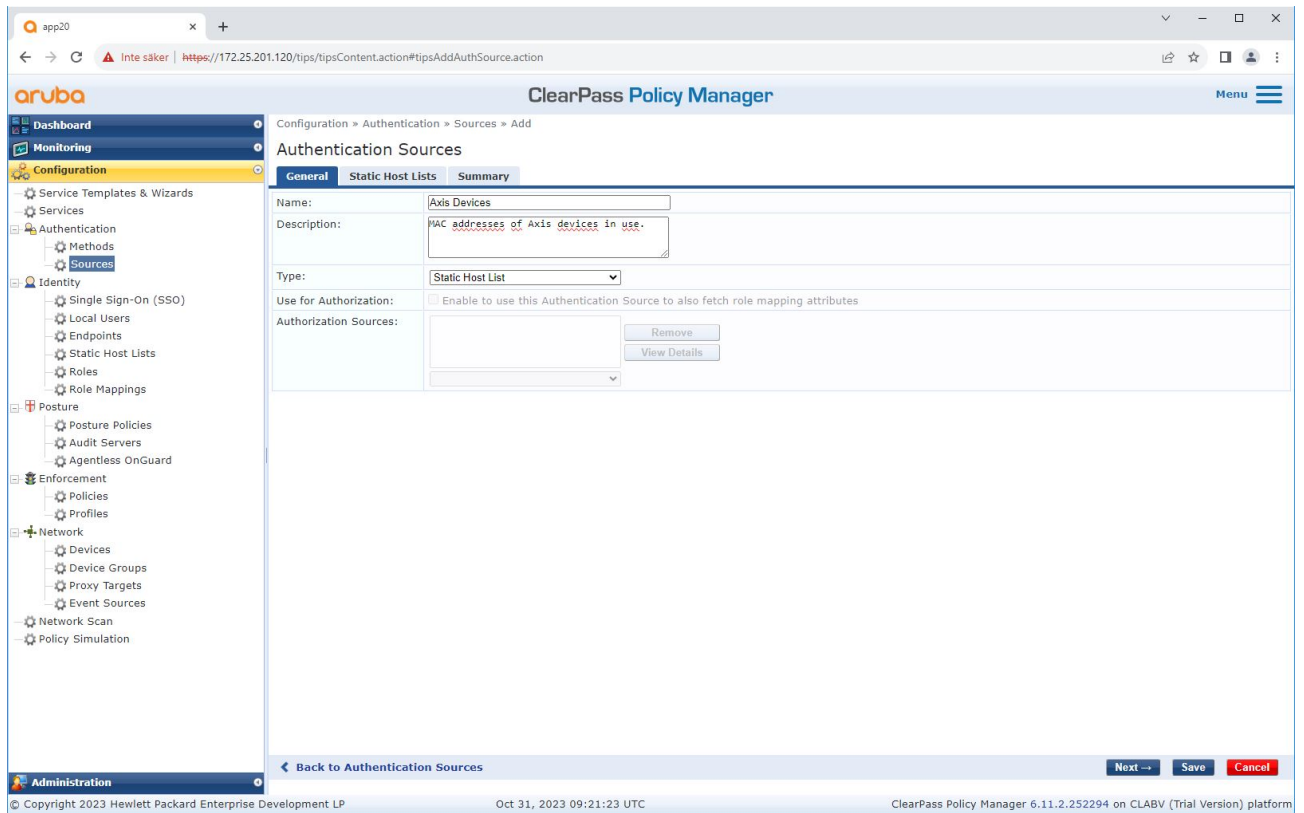 app20
Inte säker https://172.25.201.120/tips/tipsContent.action#tipsAddAuthSource.action
aruba
ClearPass Policy Manager
Menu
Dashboard
Monitoring
Configuration
Service Templates & Wizards
Services
Authentication
Methods
Sources
Identity
Single Sign-On (SSO)
Local Users
Endpoints
Static Host Lists
Roles
Role Mappings
Posture
Posture Policies
Audit Servers
Agentless OnGuard
Enforcement
Policies
Profiles
Network
Devices
Device Groups
Proxy Targets
Event Sources
Network Scan
Policy Simulation
Administration
Configuration » Authentication » Sources » Add
Authentication Sources
General Static Host Lists Summary
Name: Axis Devices
Description: MAC addresses of Axis devices in use.
Type: Static Host List
Use for Authorization: Enable to use this Authentication Source to also fetch role mapping attributes
Authorization Sources:
Remove
View Details
Back to Authentication Sources
Next → Save Cancel
© Copyright 2023 Hewlett Packard Enterprise Development LP Oct 31, 2023 09:21:23 UTC ClearPass Policy Manager 6.11.2.252294 on CLABV (Trial Version) platform